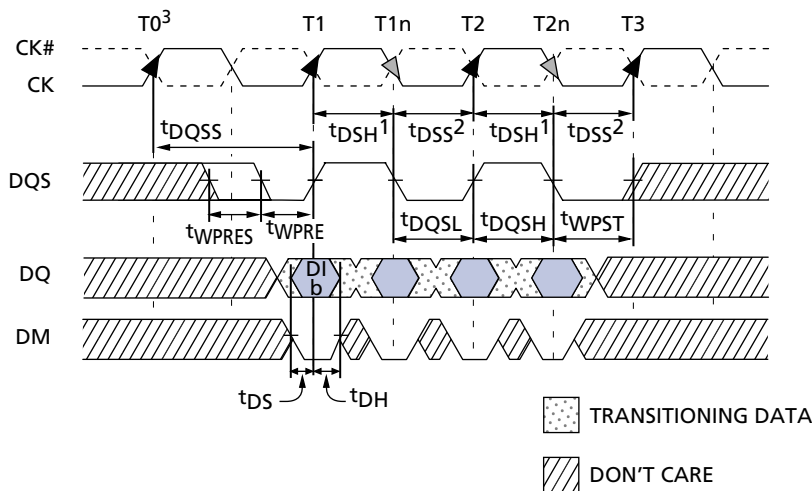 T0³ T1 T1n T2 T2n T3
CK#
CK
tDSH¹ tDSS² tDSH¹ tDSS²
tDQSS
DQS
tDQSL tDQSH tWPST
tWPRES tWPRE
DQ
DI
b
DM
tDS tDH
TRANSITIONING DATA
DON'T CARE